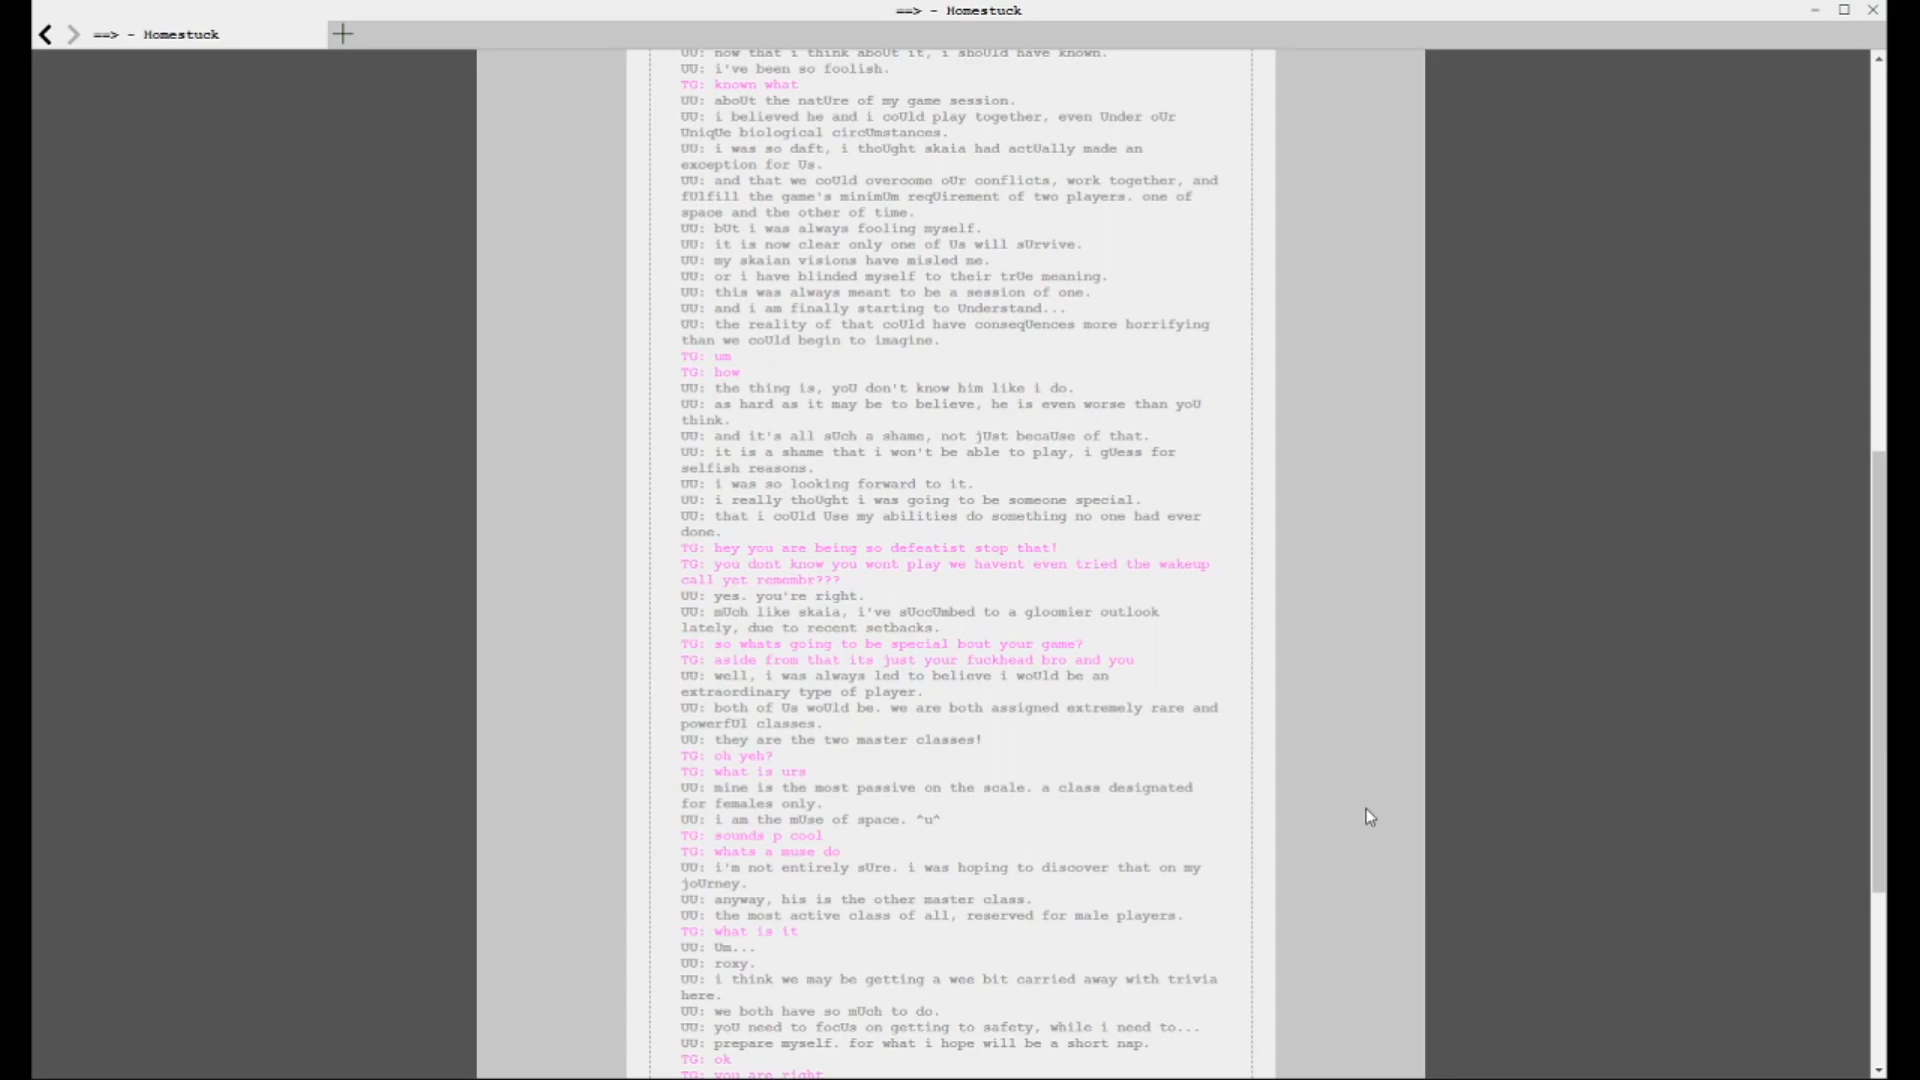 ==> - Homestuck
==> - Homestuck
UU: now that i think aboUt it, i shoUld have known.
UU: i've been so foolish.
TG: known what
UU: aboUt the natUre of my game session.
UU: i believed he and i coUld play together, even Under oUr
UniqUe biological circUmstances.
UU: i was so daft, i thoUght skaia had actUally made an
exception for Us.
UU: and that we coUld overcome oUr conflicts, work together, and
fUlfill the game's minimUm reqUirement of two players. one of
space and the other of time.
UU: bUt i was always fooling myself.
UU: it is now clear only one of Us will sUrvive.
UU: my skaian visions have misled me.
UU: or i have blinded myself to their trUe meaning.
UU: this was always meant to be a session of one.
UU: and i am finally starting to Understand...
UU: the reality of that coUld have conseqUences more horrifying
than we coUld begin to imagine.
TG: um
TG: how
UU: the thing is, yoU don't know him like i do.
UU: as hard as it may be to believe, he is even worse than yoU
think.
UU: and it's all sUch a shame, not jUst becaUse of that.
UU: it is a shame that i won't be able to play, i gUess for
selfish reasons.
UU: i was so looking forward to it.
UU: i really thoUght i was going to be someone special.
UU: that i coUld Use my abilities do something no one had ever
done.
TG: hey you are being so defeatist stop that!
TG: you dont know you wont play we havent even tried the wakeup
call yet remembr???
UU: yes. you're right.
UU: mUch like skaia, i've sUccUmbed to a gloomier outlook
lately, due to recent setbacks.
TG: so whats going to be special bout your game?
TG: aside from that its just your fuckhead bro and you
UU: well, i was always led to believe i woUld be an
extraordinary type of player.
UU: both of Us woUld be. we are both assigned extremely rare and
powerfUl classes.
UU: they are the two master classes!
TG: oh yeh?
TG: what is urs
UU: mine is the most passive on the scale. a class designated
for females only.
UU: i am the mUse of space. ^u^
TG: sounds p cool
TG: whats a muse do
UU: i'm not entirely sUre. i was hoping to discover that on my
joUrney.
UU: anyway, his is the other master class.
UU: the most active class of all, reserved for male players.
TG: what is it
UU: Um...
UU: roxy.
UU: i think we may be getting a wee bit carried away with trivia
here.
UU: we both have so mUch to do.
UU: yoU need to focUs on getting to safety, while i need to...
UU: prepare myself. for what i hope will be a short nap.
TG: ok
TG: you are right